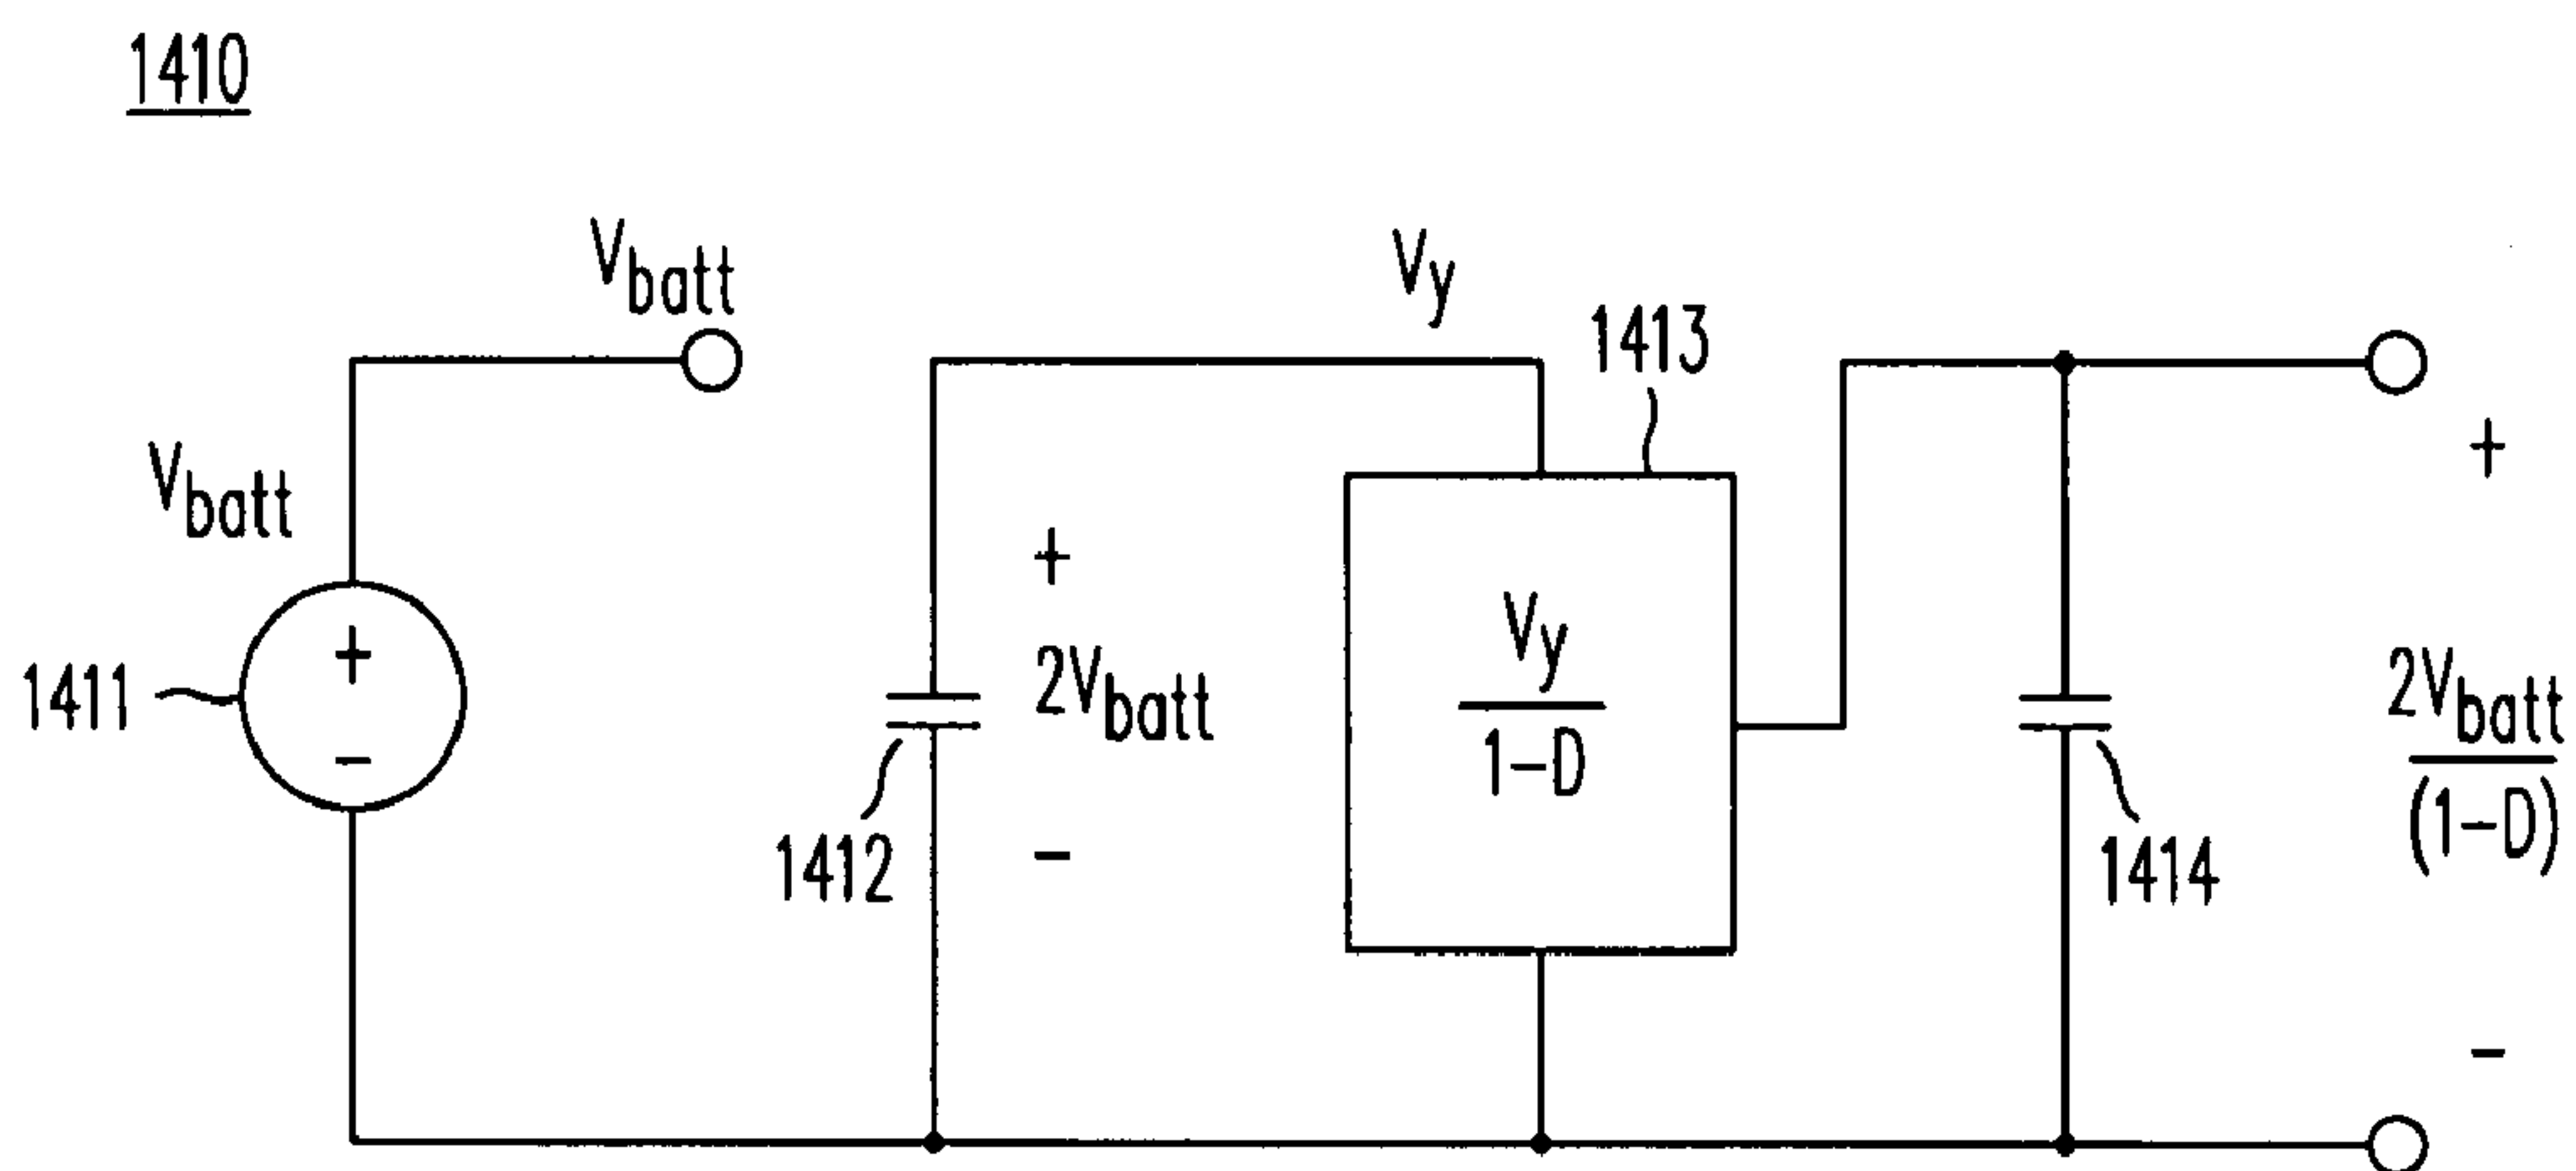 1410
Vbatt
Vy
1413
Vbatt
+
+
+
1411
-
2Vbatt
Vy
1-D
2Vbatt
(1-D)
1412
-
1414
-